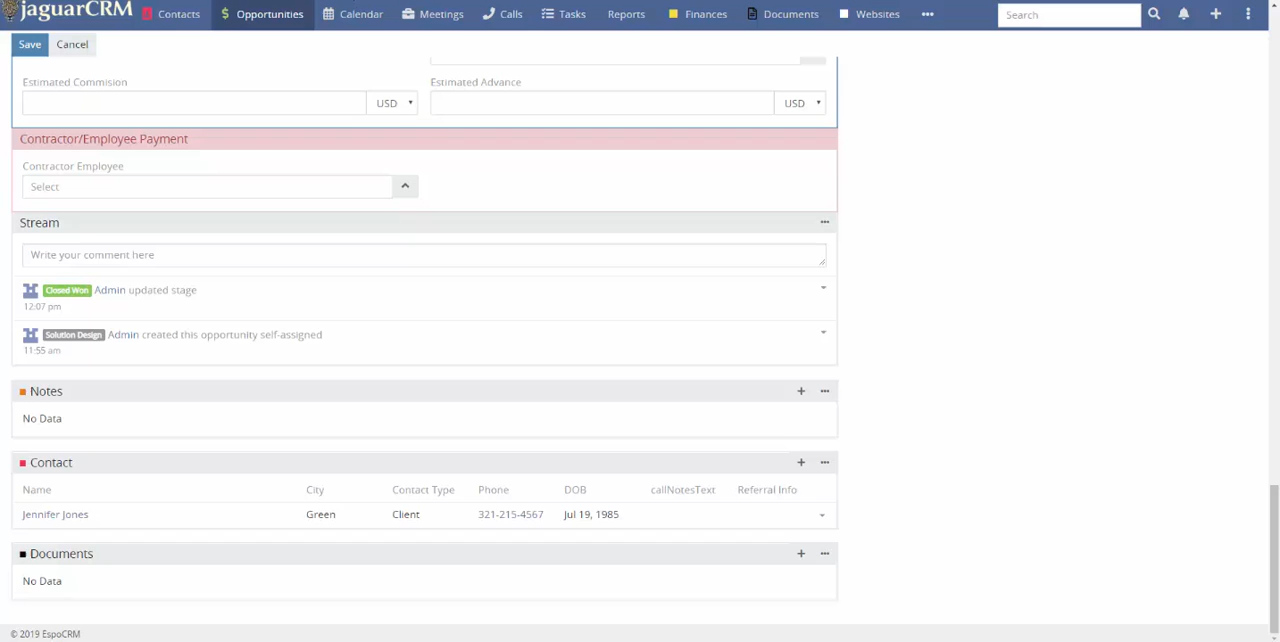 jaguarCRM Contacts $ Opportunities Calendar Meetings Calls Tasks Reports Finances Documents Websites ••• Search
Save Cancel
Estimated Commision Estimated Advance
USD USD
Contractor/Employee Payment
Contractor Employee
Select
Stream
Write your comment here
Closed Won Admin updated stage
12:07 pm
Solution Design Admin created this opportunity self-assigned
11:55 am
Notes
No Data
Contact
Name City Contact Type Phone DOB callNotesText Referral Info
Jennifer Jones Green Client 321-215-4567 Jul 19, 1985
Documents
No Data
© 2019 EspoCRM